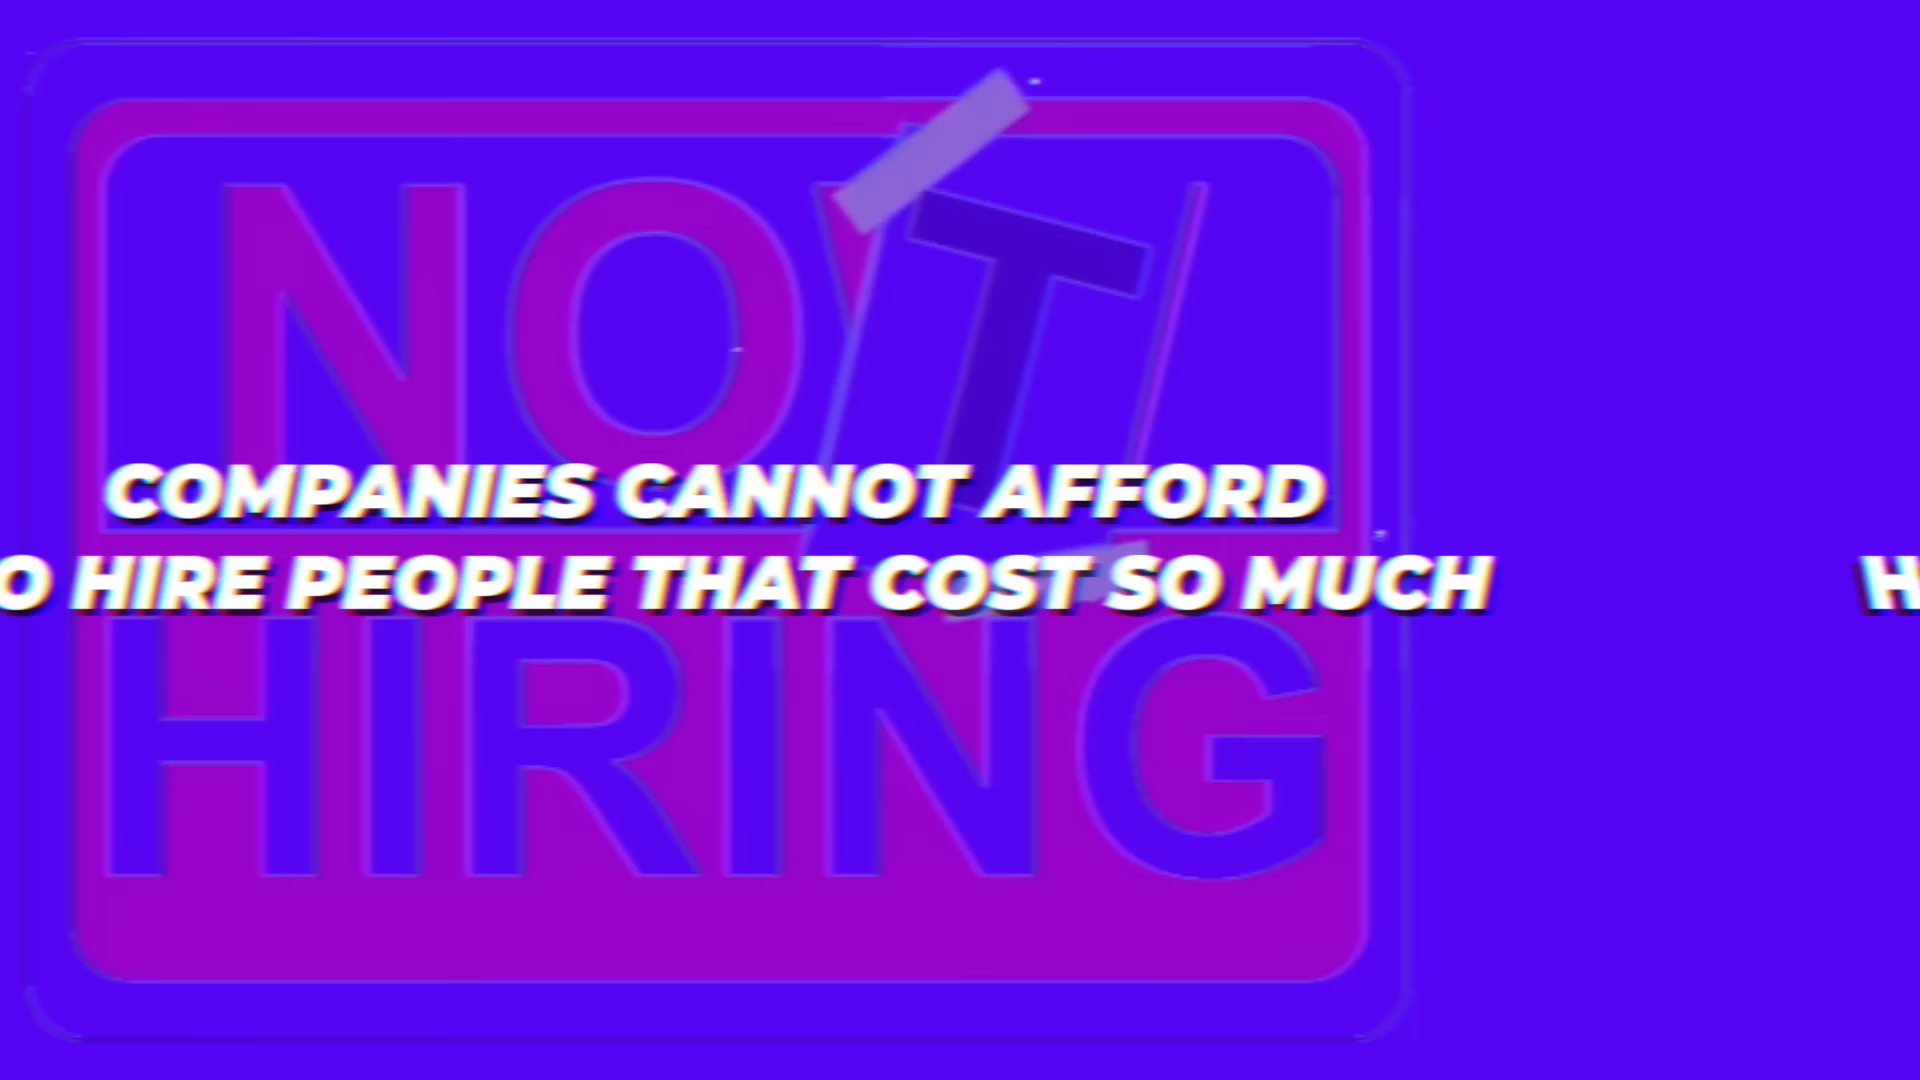 NOT
COMPANIES CANNOT AFFORD
O HIRE PEOPLE THAT COST SO MUCH H
HIRING